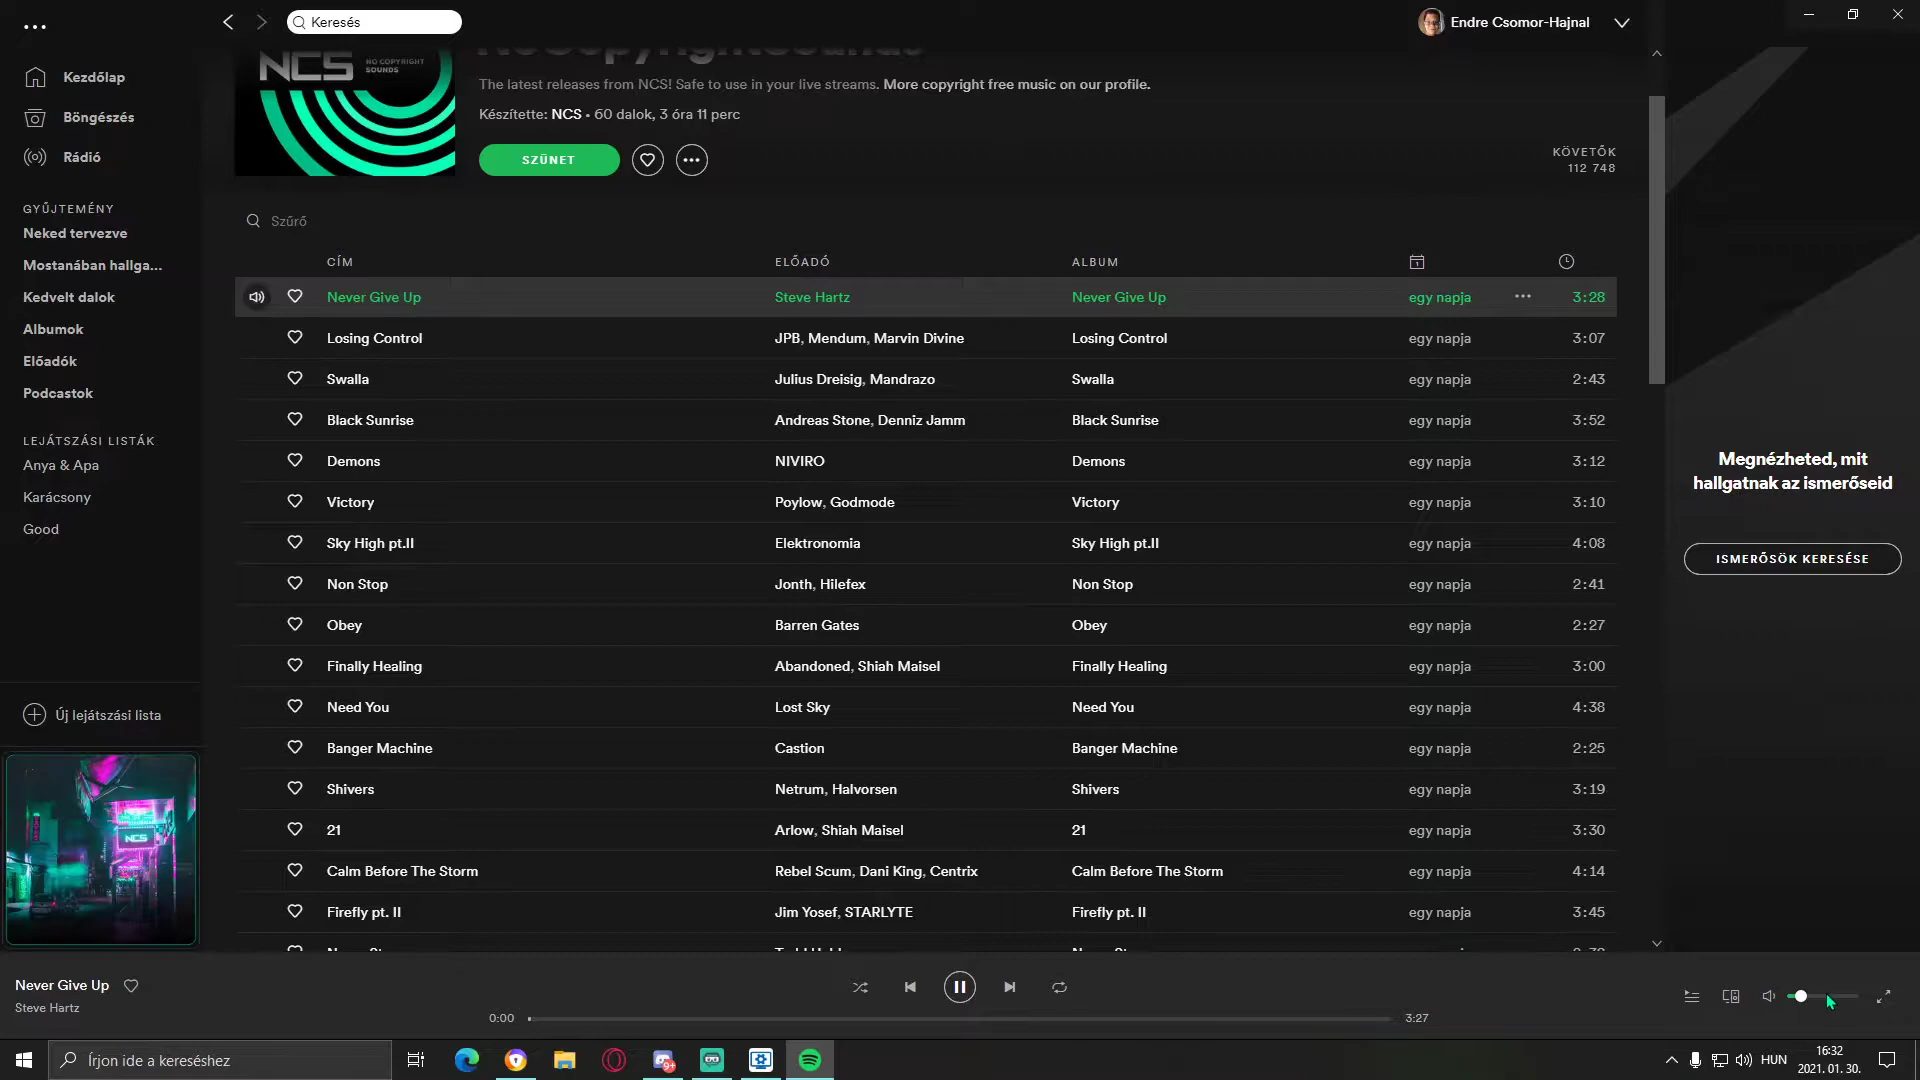 Keresés
Endre Csomor-Hajnal
Kezdőlap
Böngészés
Rádió
GYŰJTEMÉNY
Neked tervezve
Mostanában hallga...
Kedvelt dalok
Albumok
Előadók
Podcastok
LEJÁTSZÁSI LISTÁK
Anya & Apa
Karácsony
Good
Új lejátszási lista
NCS NO COPYRIGHT SOUNDS
The latest releases from NCS! Safe to use in your live streams. More copyright free music on our profile.
Készítette: NCS • 60 dalok, 3 óra 11 perc
SZÜNET
KÖVETŐK
112 748
Szűrő
CÍM ELŐADÓ ALBUM
Never Give Up Steve Hartz Never Give Up egy napja 3:28
Losing Control JPB, Mendum, Marvin Divine Losing Control egy napja 3:07
Swalla Julius Dreisig, Mandrazo Swalla egy napja 2:43
Black Sunrise Andreas Stone, Denniz Jamm Black Sunrise egy napja 3:52
Demons NIVIRO Demons egy napja 3:12
Victory Poylow, Godmode Victory egy napja 3:10
Sky High pt.II Elektronomia Sky High pt.II egy napja 4:08
Non Stop Jonth, Hilefex Non Stop egy napja 2:41
Obey Barren Gates Obey egy napja 2:27
Finally Healing Abandoned, Shiah Maisel Finally Healing egy napja 3:00
Need You Lost Sky Need You egy napja 4:38
Banger Machine Castion Banger Machine egy napja 2:25
Shivers Netrum, Halvorsen Shivers egy napja 3:19
21 Arlow, Shiah Maisel 21 egy napja 3:30
Calm Before The Storm Rebel Scum, Dani King, Centrix Calm Before The Storm egy napja 4:14
Firefly pt. II Jim Yosef, STARLYTE Firefly pt. II egy napja 3:45
Megnézheted, mit
hallgatnak az ismerőseid
ISMERŐSÖK KERESÉSE
NCS
Never Give Up
Steve Hartz
0:00
3:27
Írjon ide a kereséshez
9+
HUN
16:32
2021. 01. 30.